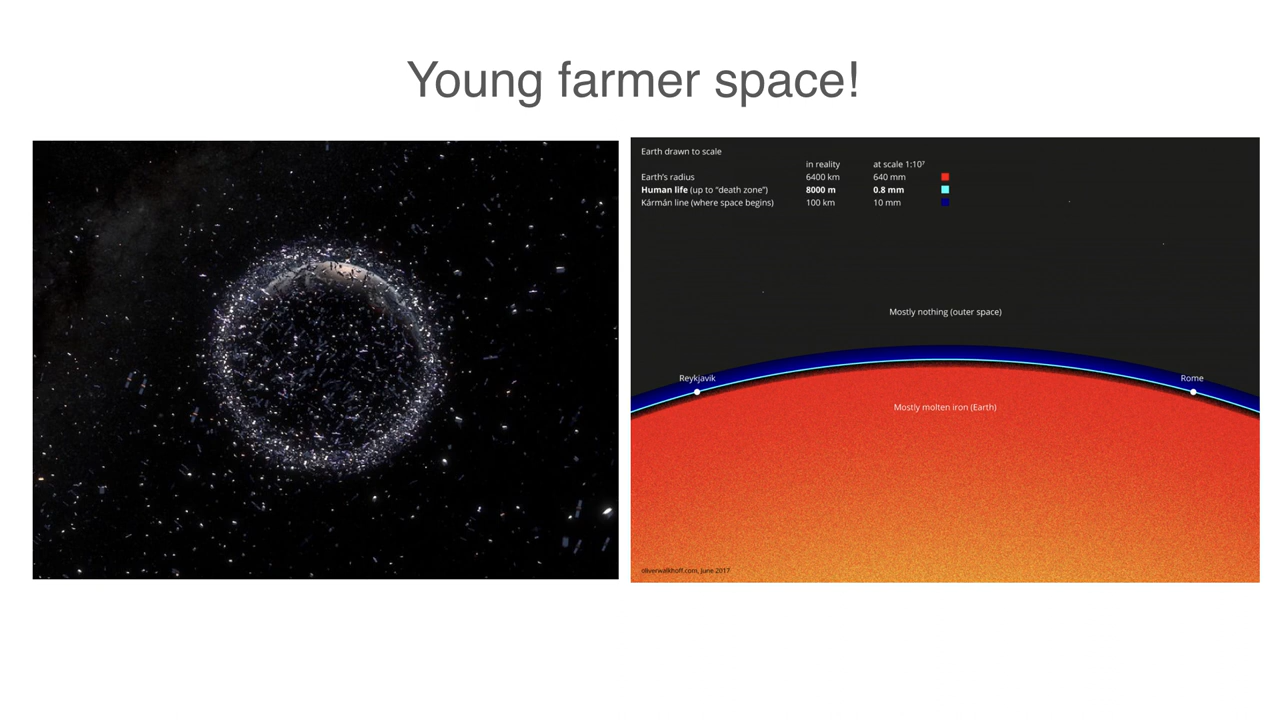 Young farmer space!
Earth drawn to scale
in reality at scale 1:10⁷
Earth's radius 6400 km 640 mm
Human life (up to "death zone") 8000 m 0.8 mm
Kármán line (where space begins) 100 km 10 mm
Mostly nothing (outer space)
Reykjavik Rome
Mostly molten iron (Earth)
oliverwalkhoff.com, June 2017